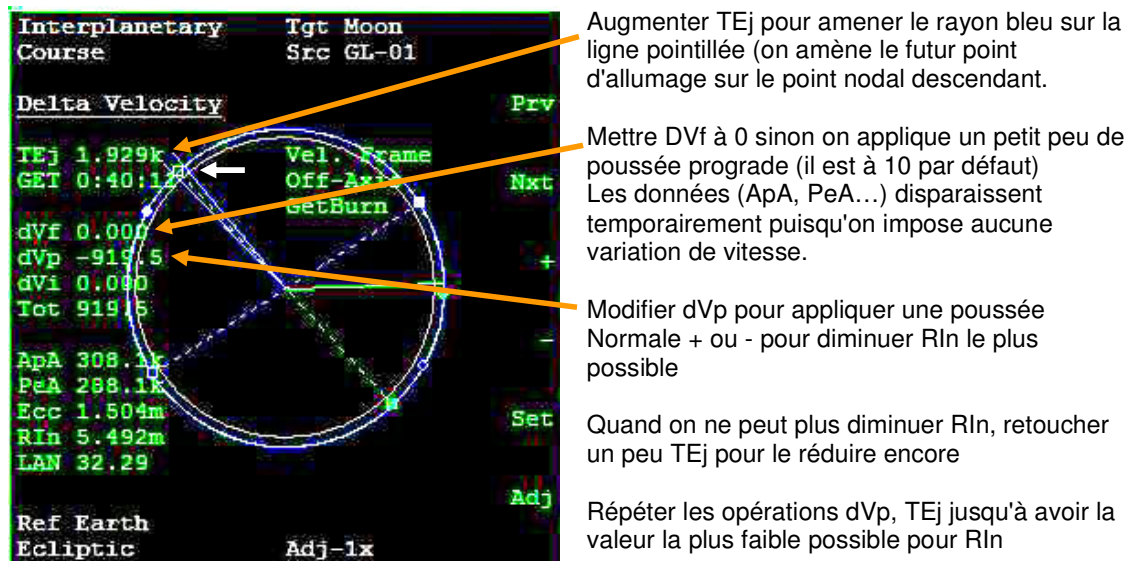 Interplanetary Tgt Moon
Course Src GL-01
Delta Velocity
Prv
TEj 1.929k Vel. Frame
GET 0:40:1 Off-Axis
Nxt
GetBurn
dVf 0.000
dVp -919.5
+
dVi 0.000
Tot 919.5
-
ApA 308.1k
PeA 208.1k
Ecc 1.504m
Set
RIn 5.492m
LAN 32.29
Adj
Ref Earth
Ecliptic Adj-1x
Augmenter TEj pour amener le rayon bleu sur la
ligne pointillée (on amène le futur point
d'allumage sur le point nodal descendant.
Mettre DVf à 0 sinon on applique un petit peu de
poussée prograde (il est à 10 par défaut)
Les données (ApA, PeA…) disparaissent
temporairement puisqu'on impose aucune
variation de vitesse.
Modifier dVp pour appliquer une poussée
Normale + ou - pour diminuer RIn le plus
possible
Quand on ne peut plus diminuer RIn, retoucher
un peu TEj pour le réduire encore
Répéter les opérations dVp, TEj jusqu'à avoir la
valeur la plus faible possible pour RIn